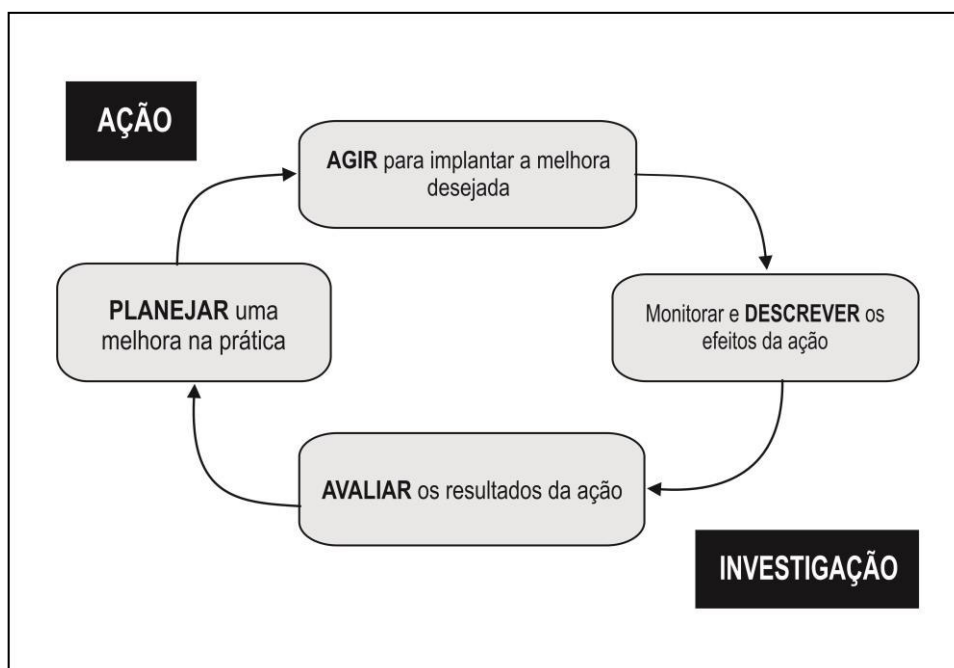 AÇÃO
AGIR para implantar a melhora
desejada
PLANEJAR uma
melhora na prática
Monitorar e DESCREVER os
efeitos da ação
AVALIAR os resultados da ação
INVESTIGAÇÃO